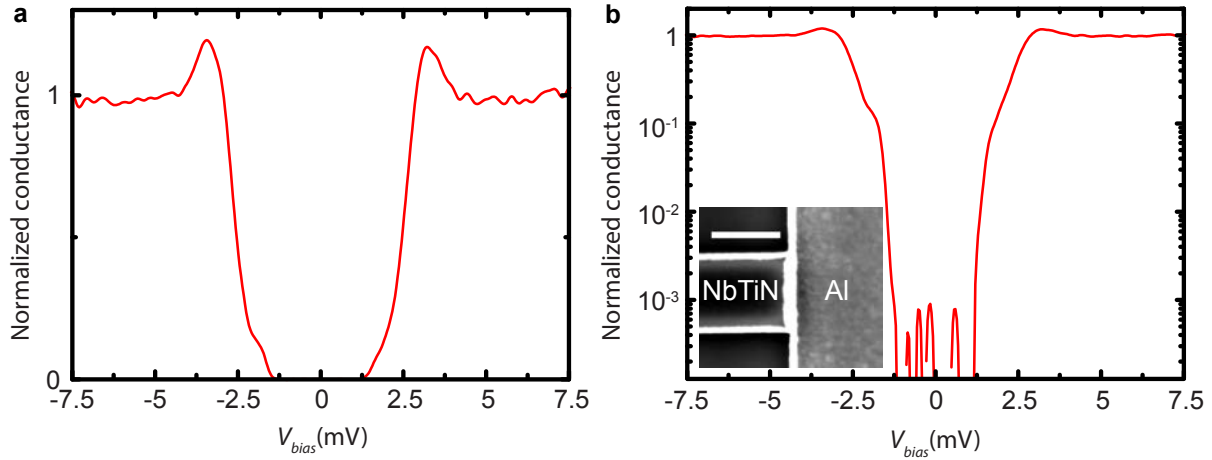 a
Normalized conductance
1
0
-7.5 -5 -2.5 0 2.5 5 7.5
V_bias(mV)
b
Normalized conductance
1
10^-1
10^-2
10^-3
NbTiN Al
-7.5 -5 -2.5 0 2.5 5 7.5
V_bias(mV)